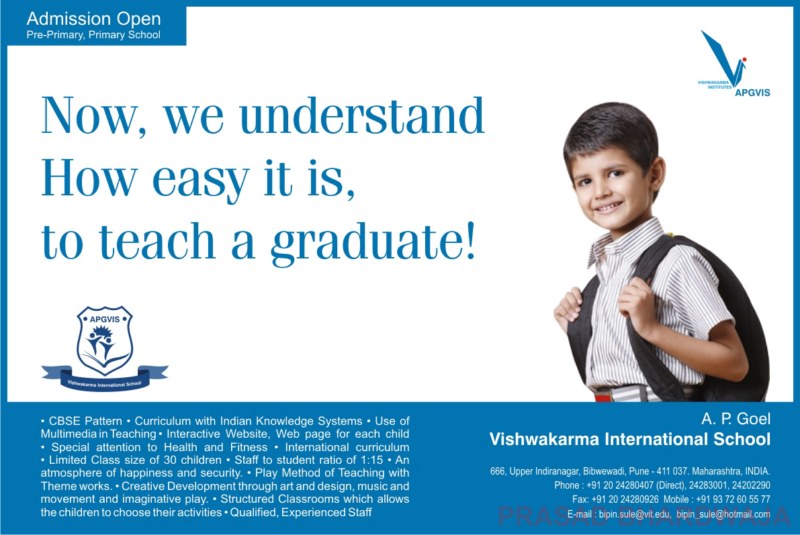 Admission Open
Pre-Primary, Primary School
VISHWAKARMA
INSTITUTES
APGVIS
Now, we understand
How easy it is,
to teach a graduate!
APGVIS
Vishwakarma International School
• CBSE Pattern • Curriculum with Indian Knowledge Systems • Use of
Multimedia in Teaching • Interactive Website, Web page for each child
• Special attention to Health and Fitness • International curriculum
• Limited Class size of 30 children • Staff to student ratio of 1:15 • An
atmosphere of happiness and security. • Play Method of Teaching with
Theme works. • Creative Development through art and design, music and
movement and imaginative play. • Structured Classrooms which allows
the children to choose their activities • Qualified, Experienced Staff
A. P. Goel
Vishwakarma International School
666, Upper Indiranagar, Bibwewadi, Pune - 411 037. Maharashtra, INDIA.
Phone : +91 20 24280407 (Direct), 24283001, 24202290
Fax: +91 20 24280926 Mobile : +91 93 72 60 55 77
E-mail : bipin.sule@vit.edu, bipin_sule@hotmail.com
PRASAD BHARDWAJA